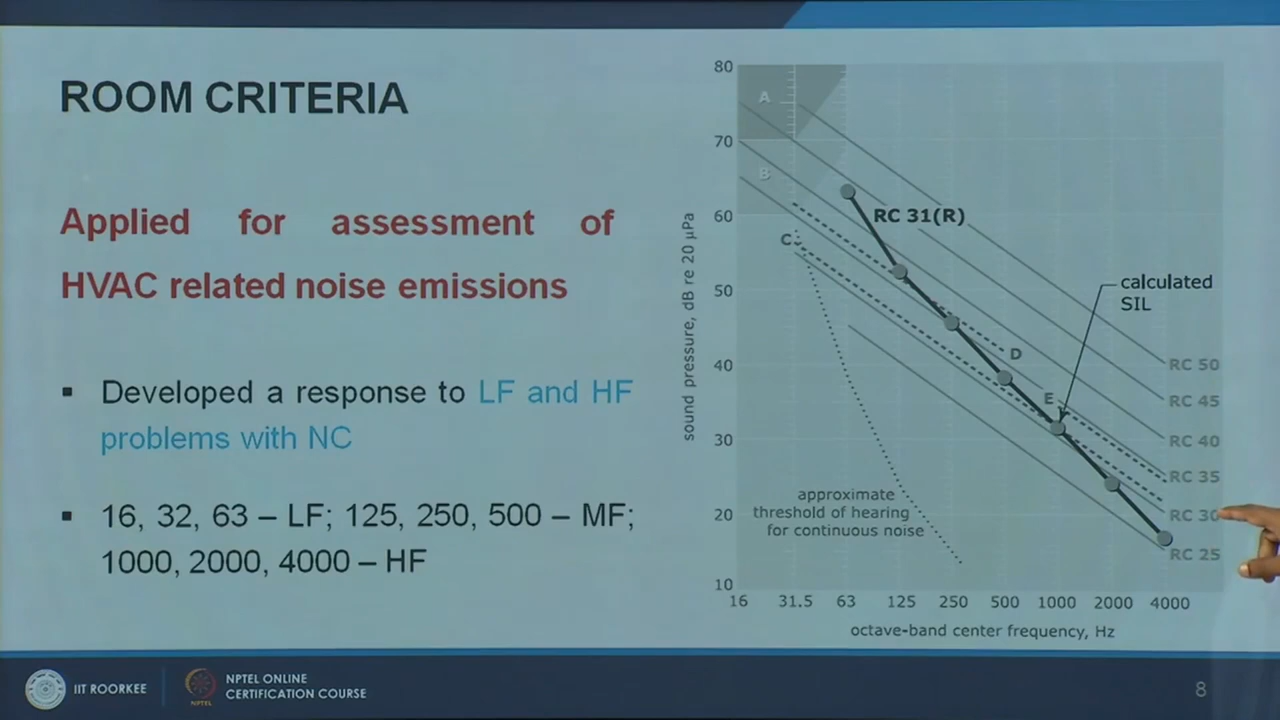 ROOM CRITERIA
Applied for assessment of
HVAC related noise emissions
▪ Developed a response to LF and HF
problems with NC
▪ 16, 32, 63 – LF; 125, 250, 500 – MF;
1000, 2000, 4000 – HF
80
70
60
50
40
30
20
10
sound pressure, dB re 20 µPa
A
B
C
RC 31(R)
calculated
SIL
D
E
RC 50
RC 45
RC 40
RC 35
RC 30
RC 25
approximate
threshold of hearing
for continuous noise
16 31.5 63 125 250 500 1000 2000 4000
octave-band center frequency, Hz
IIT ROORKEE
NPTEL
NPTEL ONLINE
CERTIFICATION COURSE
8